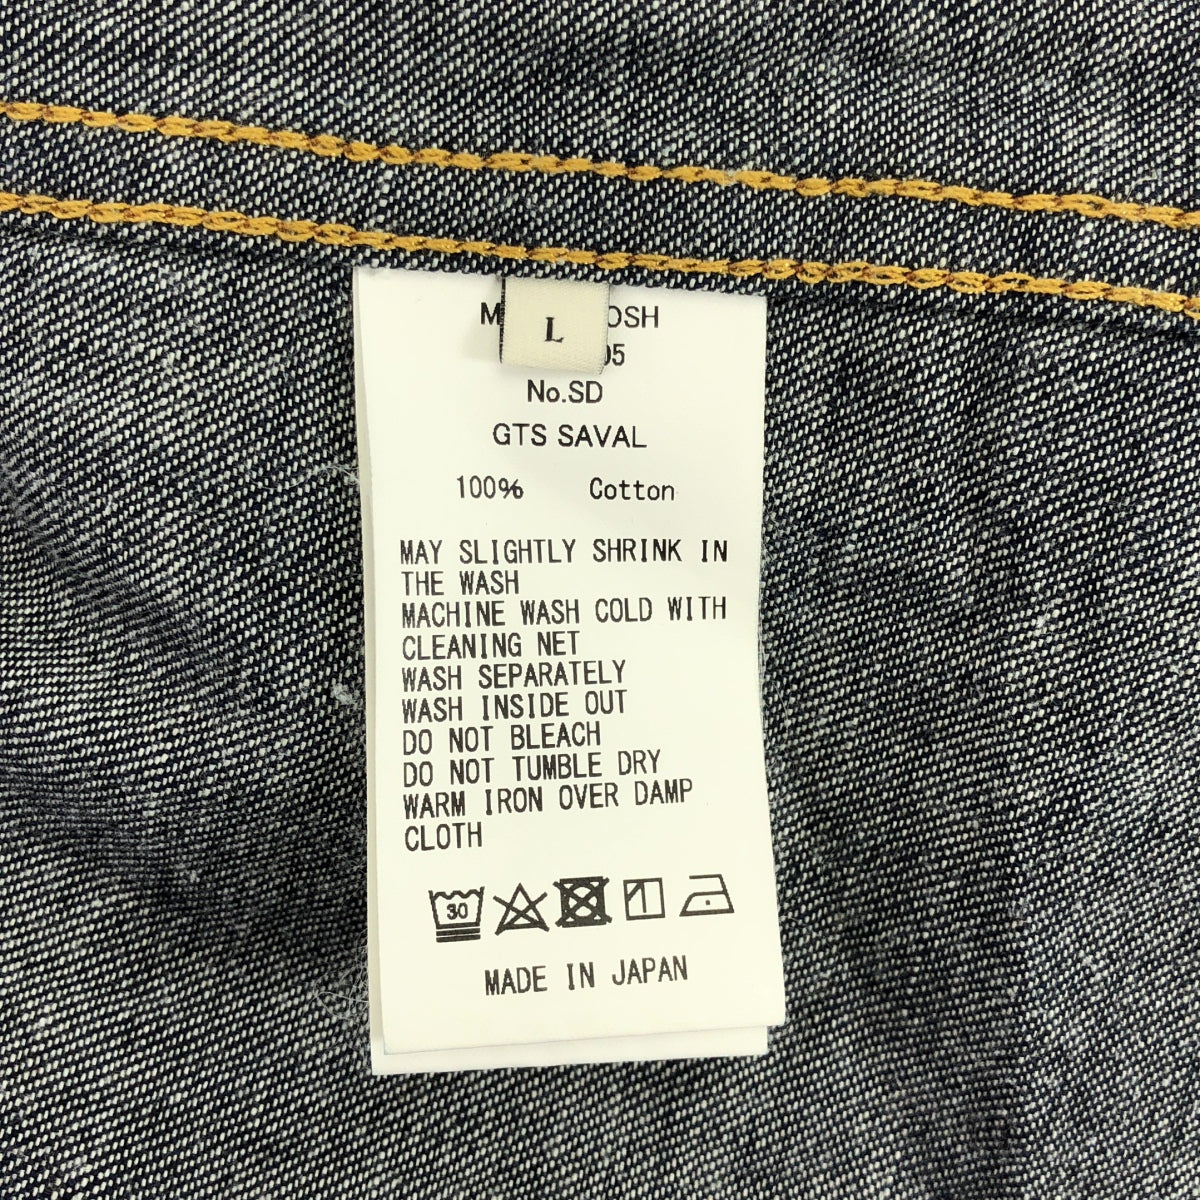 L
No.SD
GTS SAVAL
100% Cotton
MAY SLIGHTLY SHRINK IN
THE WASH
MACHINE WASH COLD WITH
CLEANING NET
WASH SEPARATELY
WASH INSIDE OUT
DO NOT BLEACH
DO NOT TUMBLE DRY
WARM IRON OVER DAMP
CLOTH
30
MADE IN JAPAN